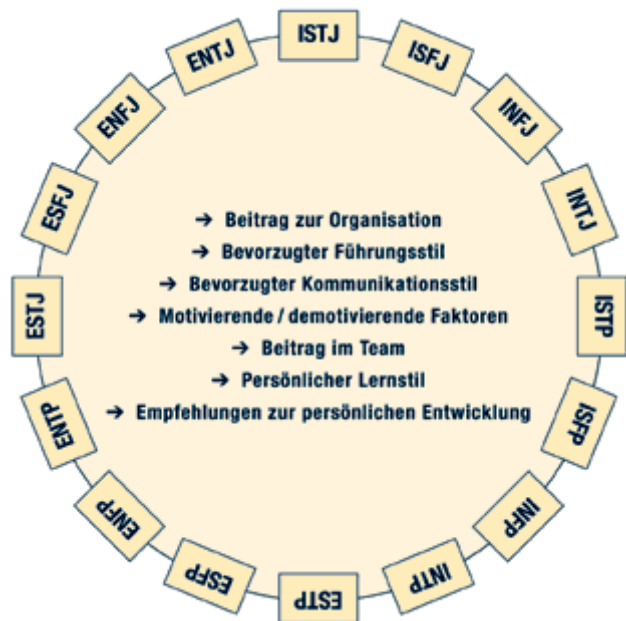 ISTJ
ISFJ
INFJ
INTJ
ISTP
ISFP
INFP
INTP
ESTP
ESFP
ENFP
ENTP
ESTJ
ESFJ
ENFJ
ENTJ
→ Beitrag zur Organisation
→ Bevorzugter Führungsstil
→ Bevorzugter Kommunikationsstil
→ Motivierende / demotivierende Faktoren
→ Beitrag im Team
→ Persönlicher Lernstil
→ Empfehlungen zur persönlichen Entwicklung